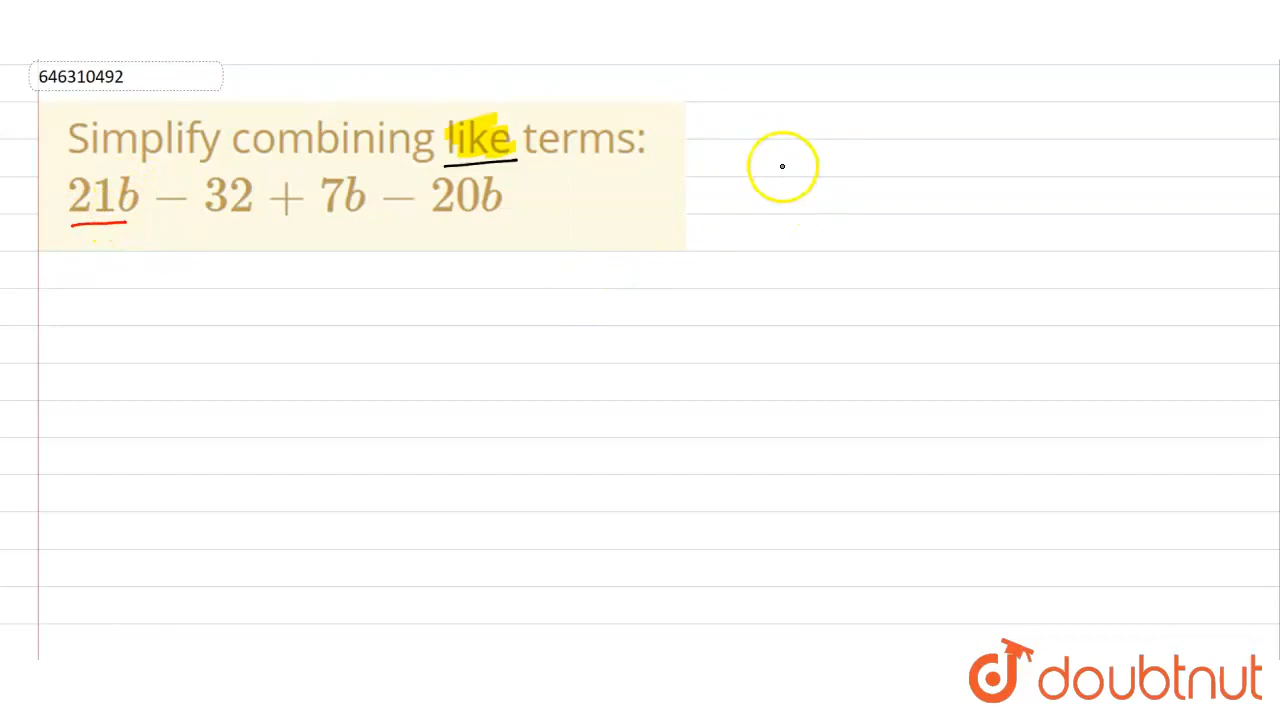 646310492
Simplify combining like terms:
21b − 32 + 7b − 20b
doubtnut